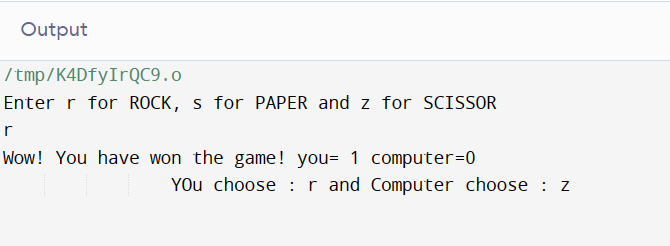 Output
/tmp/K4DfyIrQC9.o
Enter r for ROCK, s for PAPER and z for SCISSOR
r
Wow! You have won the game! you= 1 computer=0
YOu choose : r and Computer choose : z